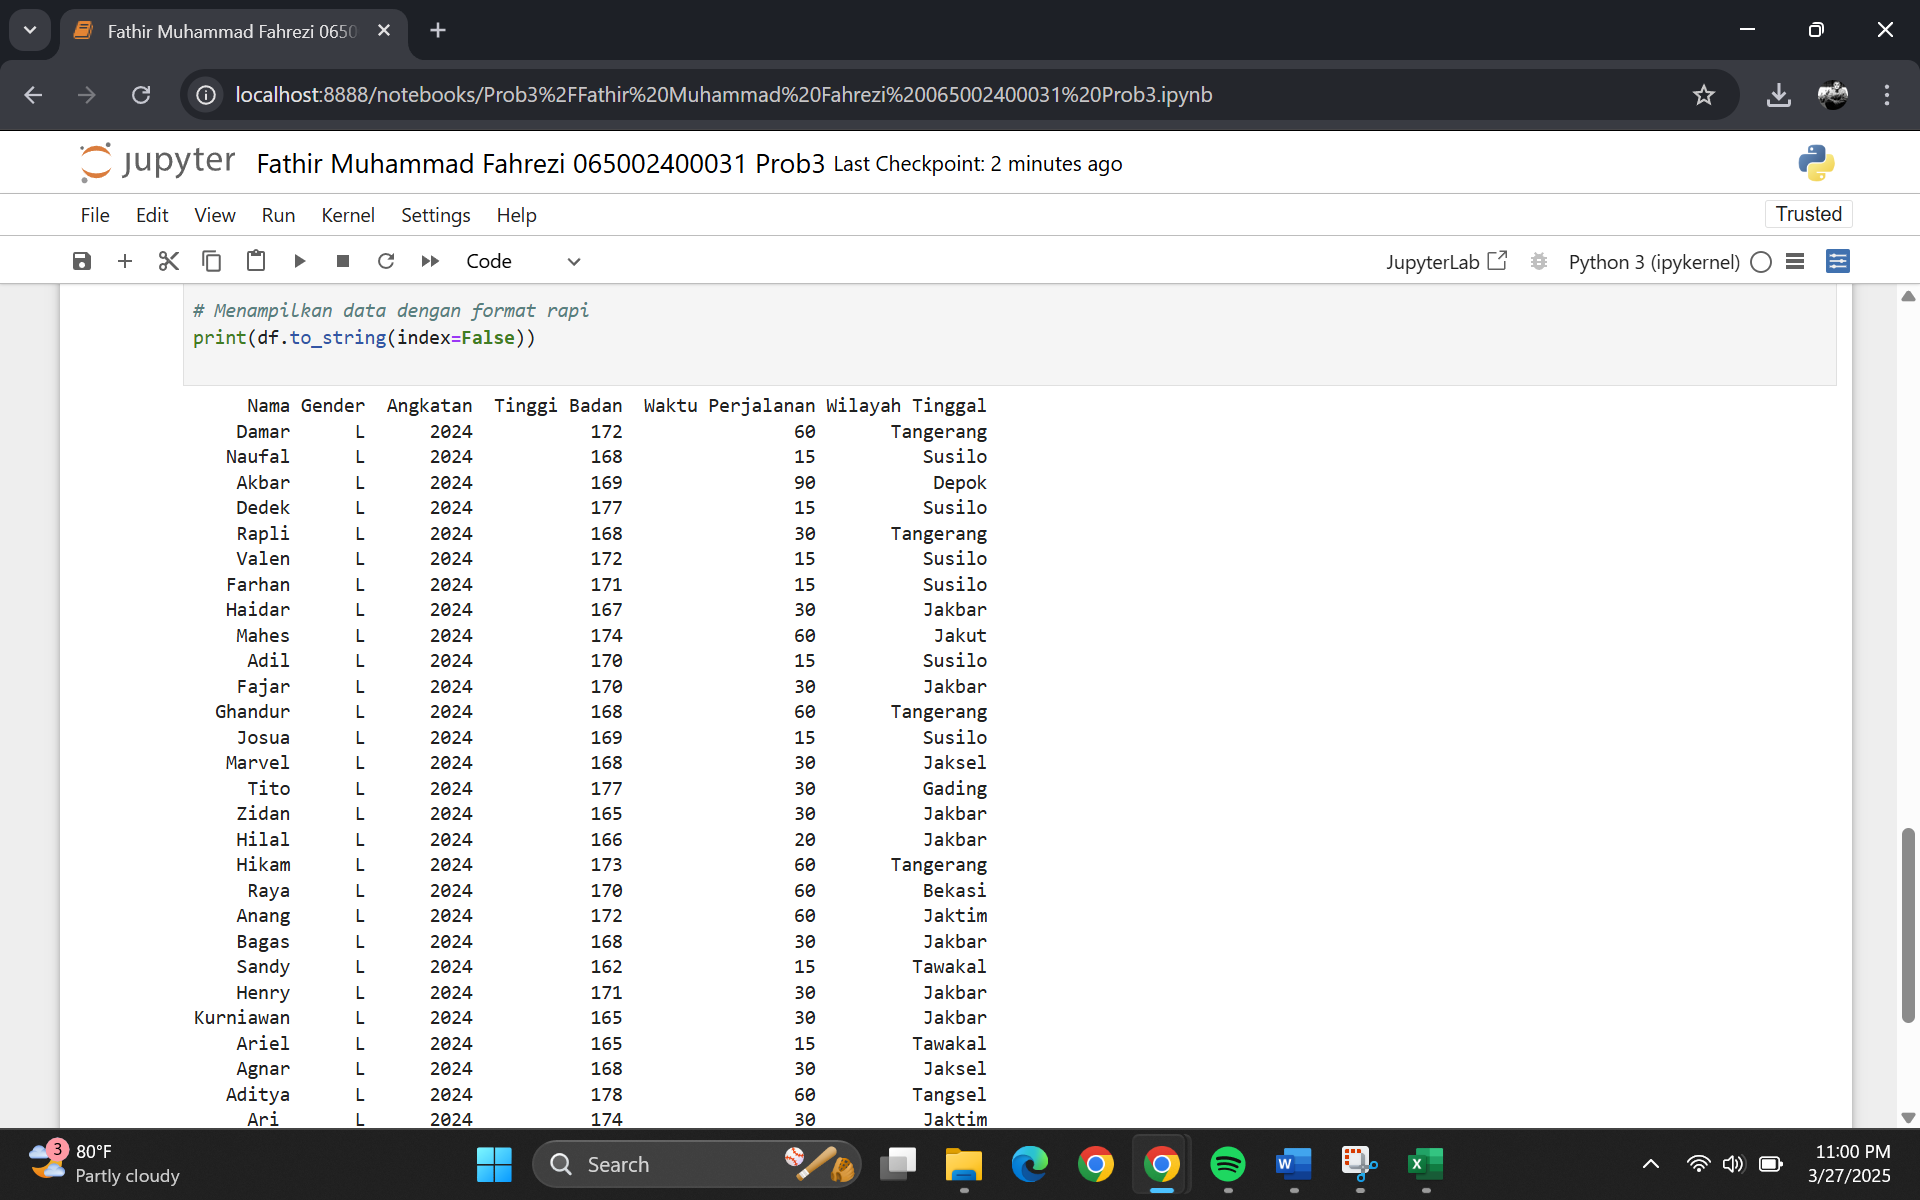 Fathir Muhammad Fahrezi 0650
localhost:8888/notebooks/Prob3%2FFathir%20Muhammad%20Fahrezi%20065002400031%20Prob3.ipynb
jupyter Fathir Muhammad Fahrezi 065002400031 Prob3 Last Checkpoint: 2 minutes ago
File Edit View Run Kernel Settings Help Trusted
Code JupyterLab Python 3 (ipykernel)
# Menampilkan data dengan format rapi
print(df.to_string(index=False))
Nama Gender Angkatan Tinggi Badan Waktu Perjalanan Wilayah Tinggal
Damar L 2024 172 60 Tangerang
Naufal L 2024 168 15 Susilo
Akbar L 2024 169 90 Depok
Dedek L 2024 177 15 Susilo
Rapli L 2024 168 30 Tangerang
Valen L 2024 172 15 Susilo
Farhan L 2024 171 15 Susilo
Haidar L 2024 167 30 Jakbar
Mahes L 2024 174 60 Jakut
Adil L 2024 170 15 Susilo
Fajar L 2024 170 30 Jakbar
Ghandur L 2024 168 60 Tangerang
Josua L 2024 169 15 Susilo
Marvel L 2024 168 30 Jaksel
Tito L 2024 177 30 Gading
Zidan L 2024 165 30 Jakbar
Hilal L 2024 166 20 Jakbar
Hikam L 2024 173 60 Tangerang
Raya L 2024 170 60 Bekasi
Anang L 2024 172 60 Jaktim
Bagas L 2024 168 30 Jakbar
Sandy L 2024 162 15 Tawakal
Henry L 2024 171 30 Jakbar
Kurniawan L 2024 165 30 Jakbar
Ariel L 2024 165 15 Tawakal
Agnar L 2024 168 30 Jaksel
Aditya L 2024 178 60 Tangsel
Ari L 2024 174 30 Jaktim
3 80°F
Partly cloudy
Search
11:00 PM
3/27/2025